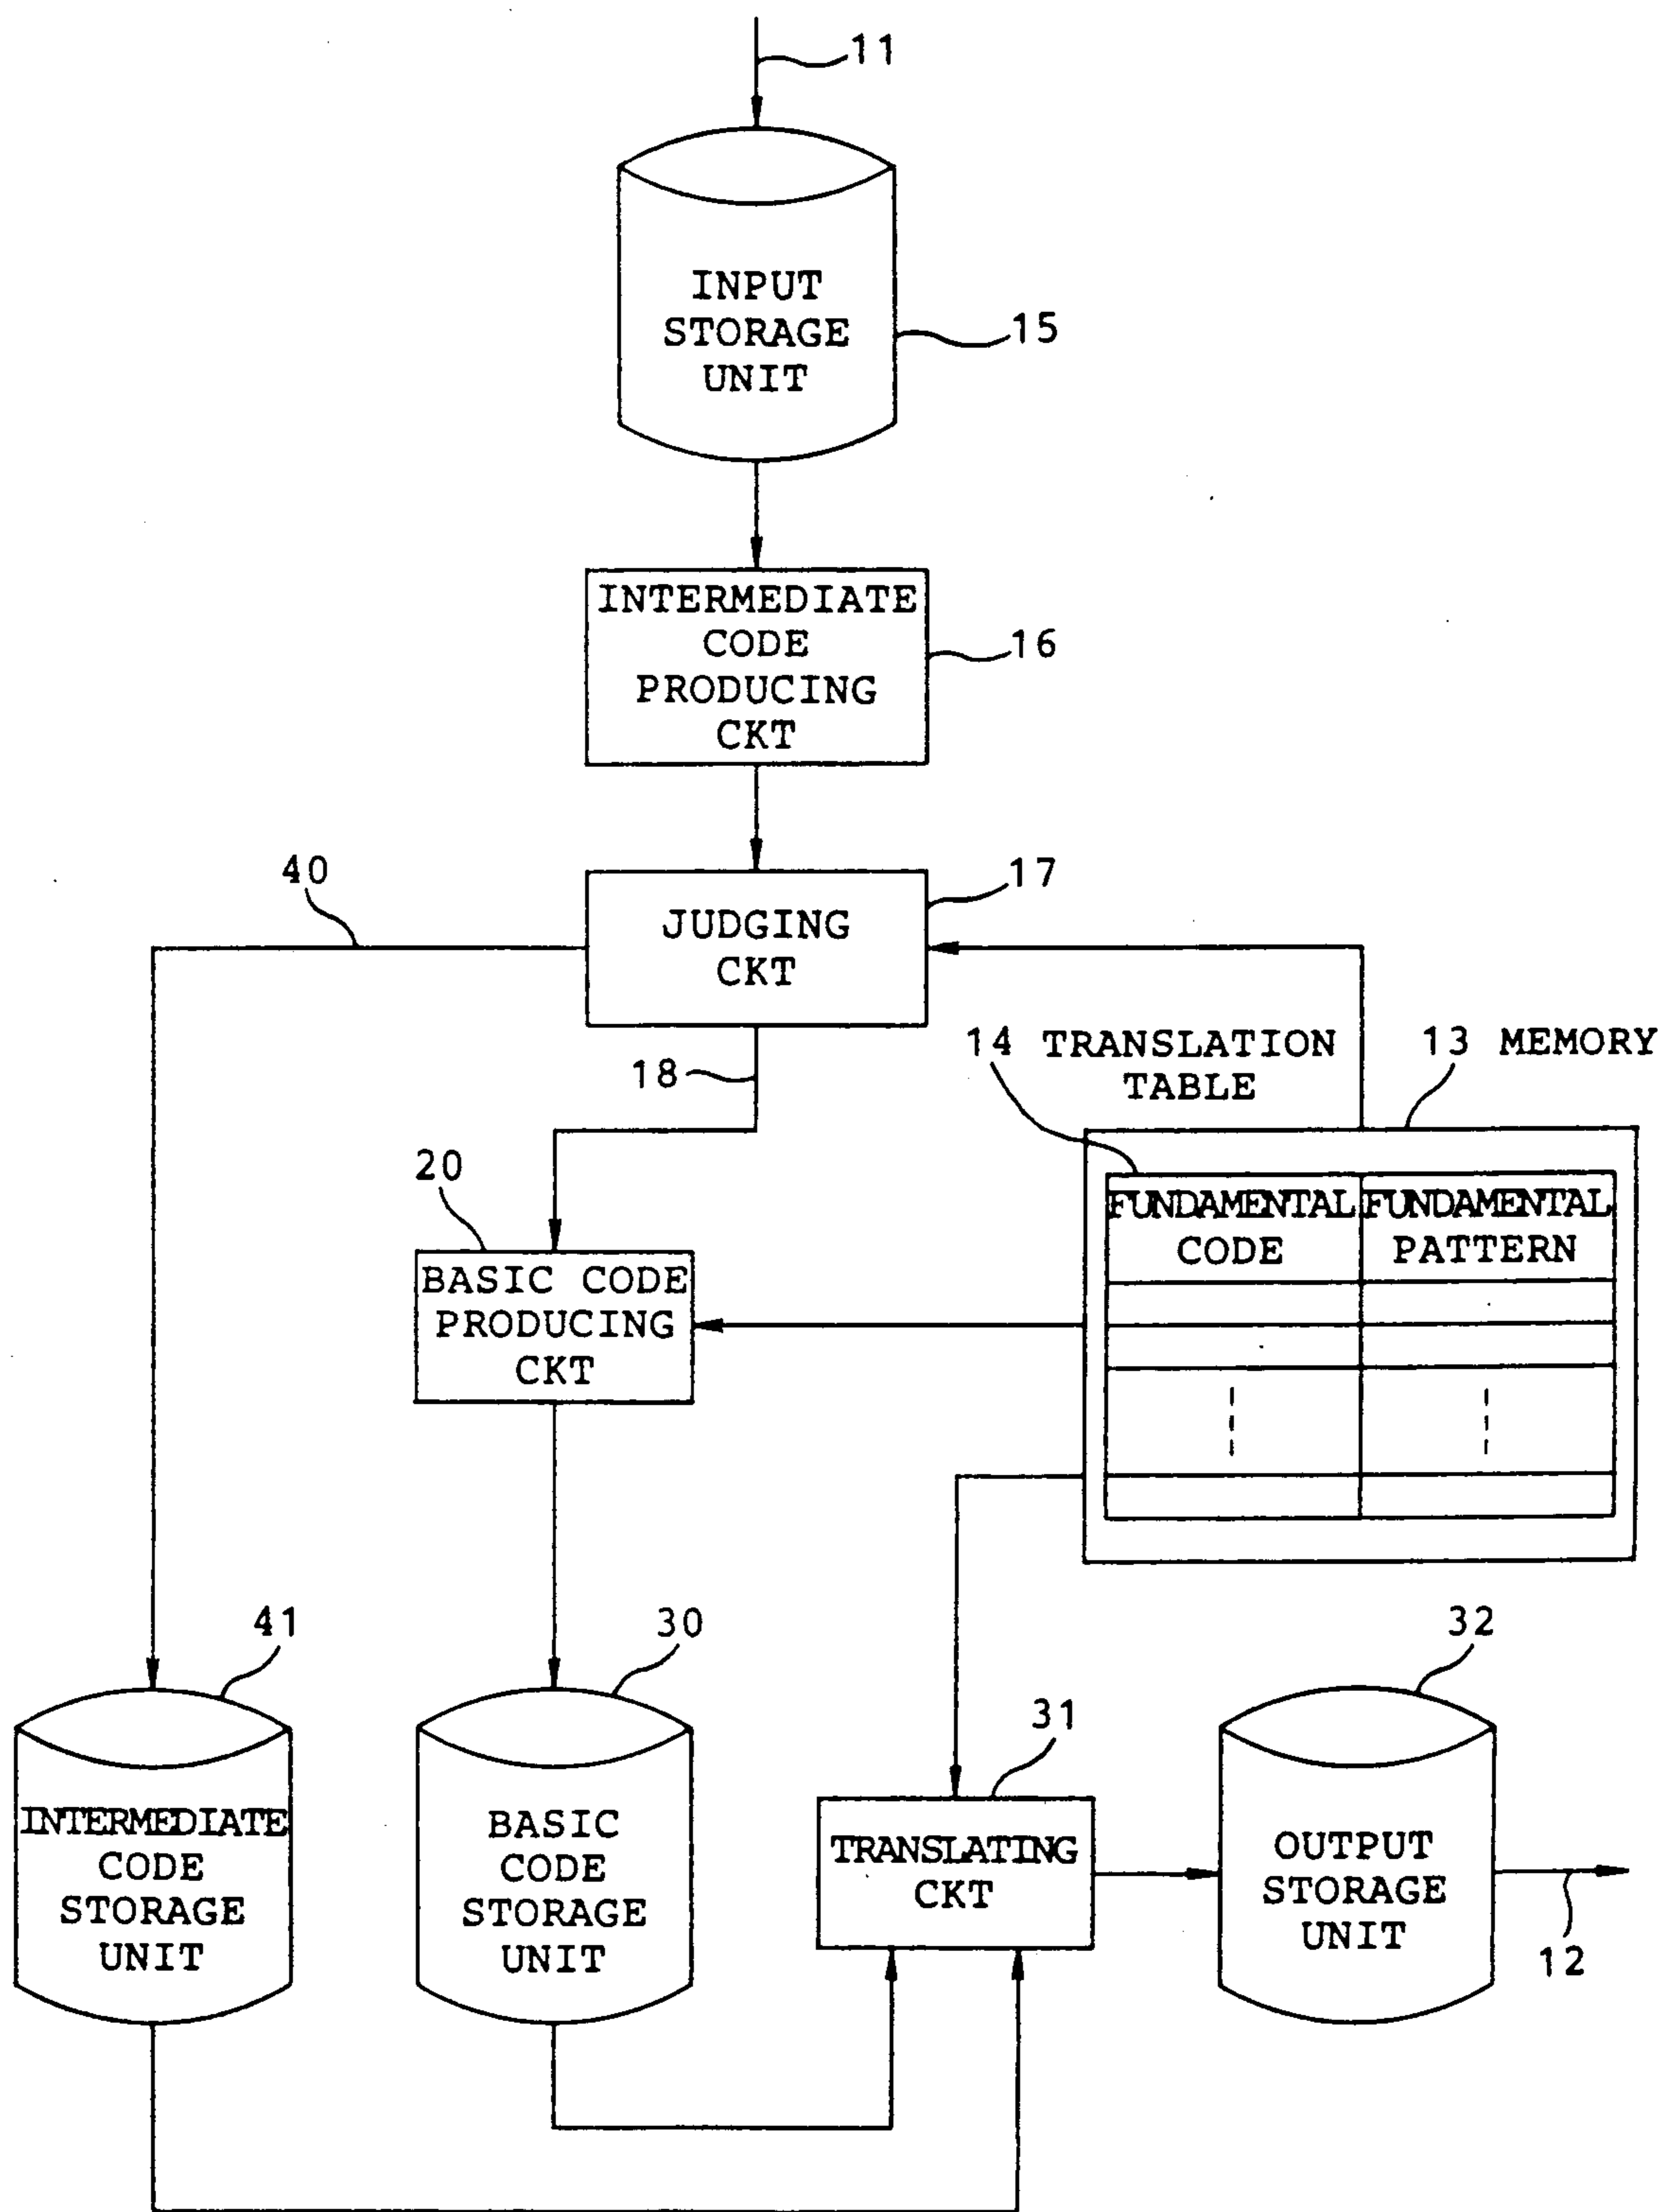 11
INPUT
STORAGE
UNIT
15
INTERMEDIATE
CODE
PRODUCING
CKT
16
40
17
JUDGING
CKT
18
14 TRANSLATION
TABLE
13 MEMORY
20
FUNDAMENTAL
CODE
FUNDAMENTAL
PATTERN
BASIC CODE
PRODUCING
CKT
41
30
32
31
INTERMEDIATE
CODE
STORAGE
UNIT
BASIC
CODE
STORAGE
UNIT
TRANSLATING
CKT
OUTPUT
STORAGE
UNIT
12